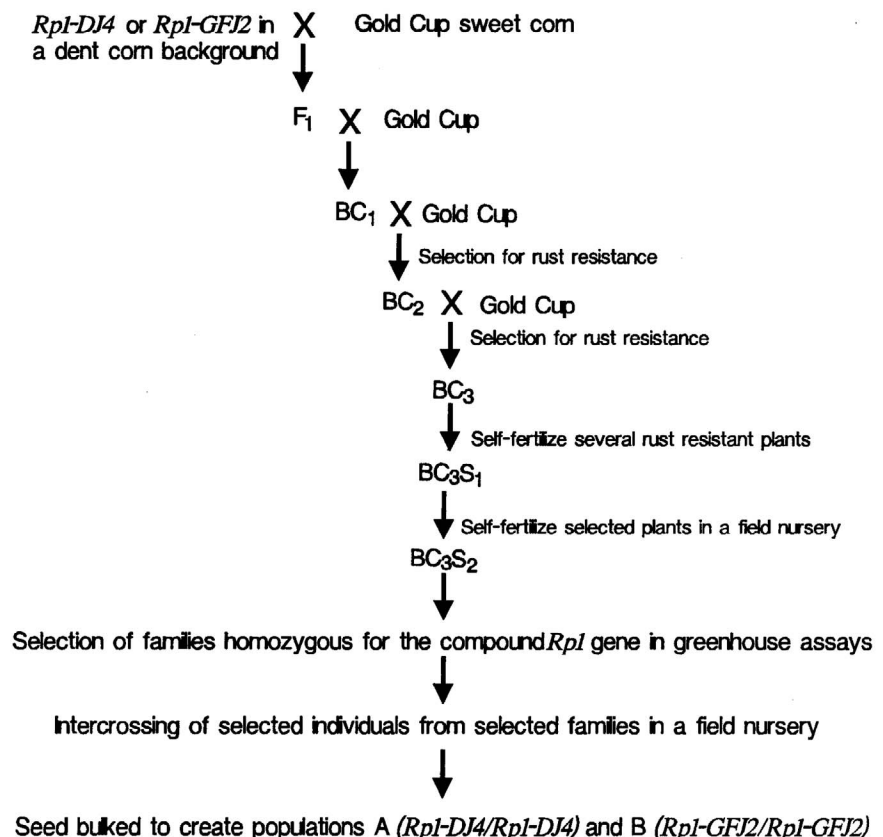 Rp1-DJ4 or Rp1-GFJ2 in X Gold Cup sweet corn
a dent corn background
F1 X Gold Cup
BC1 X Gold Cup
Selection for rust resistance
BC2 X Gold Cup
Selection for rust resistance
BC3
Self-fertilize several rust resistant plants
BC3S1
Self-fertilize selected plants in a field nursery
BC3S2
Selection of families homozygous for the compound Rp1 gene in greenhouse assays
Intercrossing of selected individuals from selected families in a field nursery
Seed bulked to create populations A (Rp1-DJ4/Rp1-DJ4) and B (Rp1-GFJ2/Rp1-GFJ2)